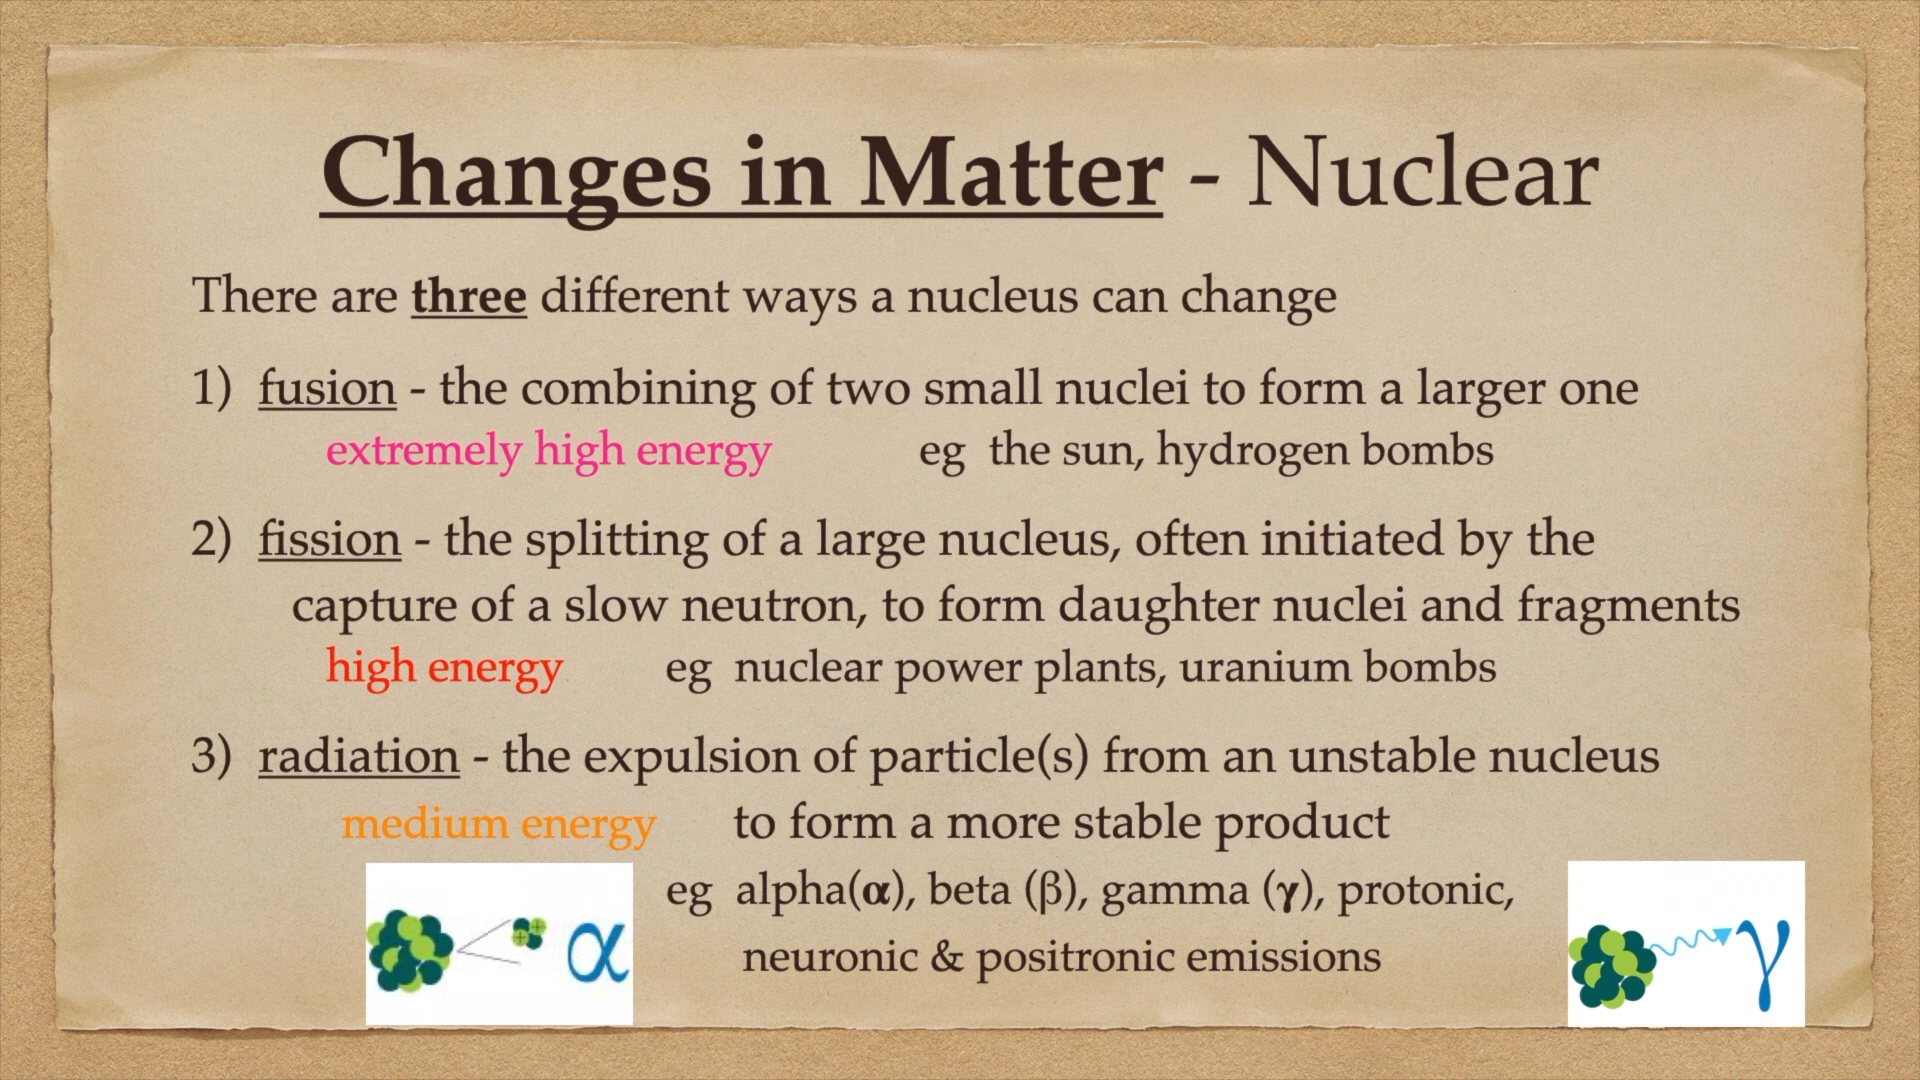 Changes in Matter - Nuclear
There are three different ways a nucleus can change
1) fusion - the combining of two small nuclei to form a larger one
extremely high energy eg the sun, hydrogen bombs
2) fission - the splitting of a large nucleus, often initiated by the
capture of a slow neutron, to form daughter nuclei and fragments
high energy eg nuclear power plants, uranium bombs
3) radiation - the expulsion of particle(s) from an unstable nucleus
medium energy to form a more stable product
eg alpha(α), beta (β), gamma (γ), protonic,
neuronic & positronic emissions
α
γ